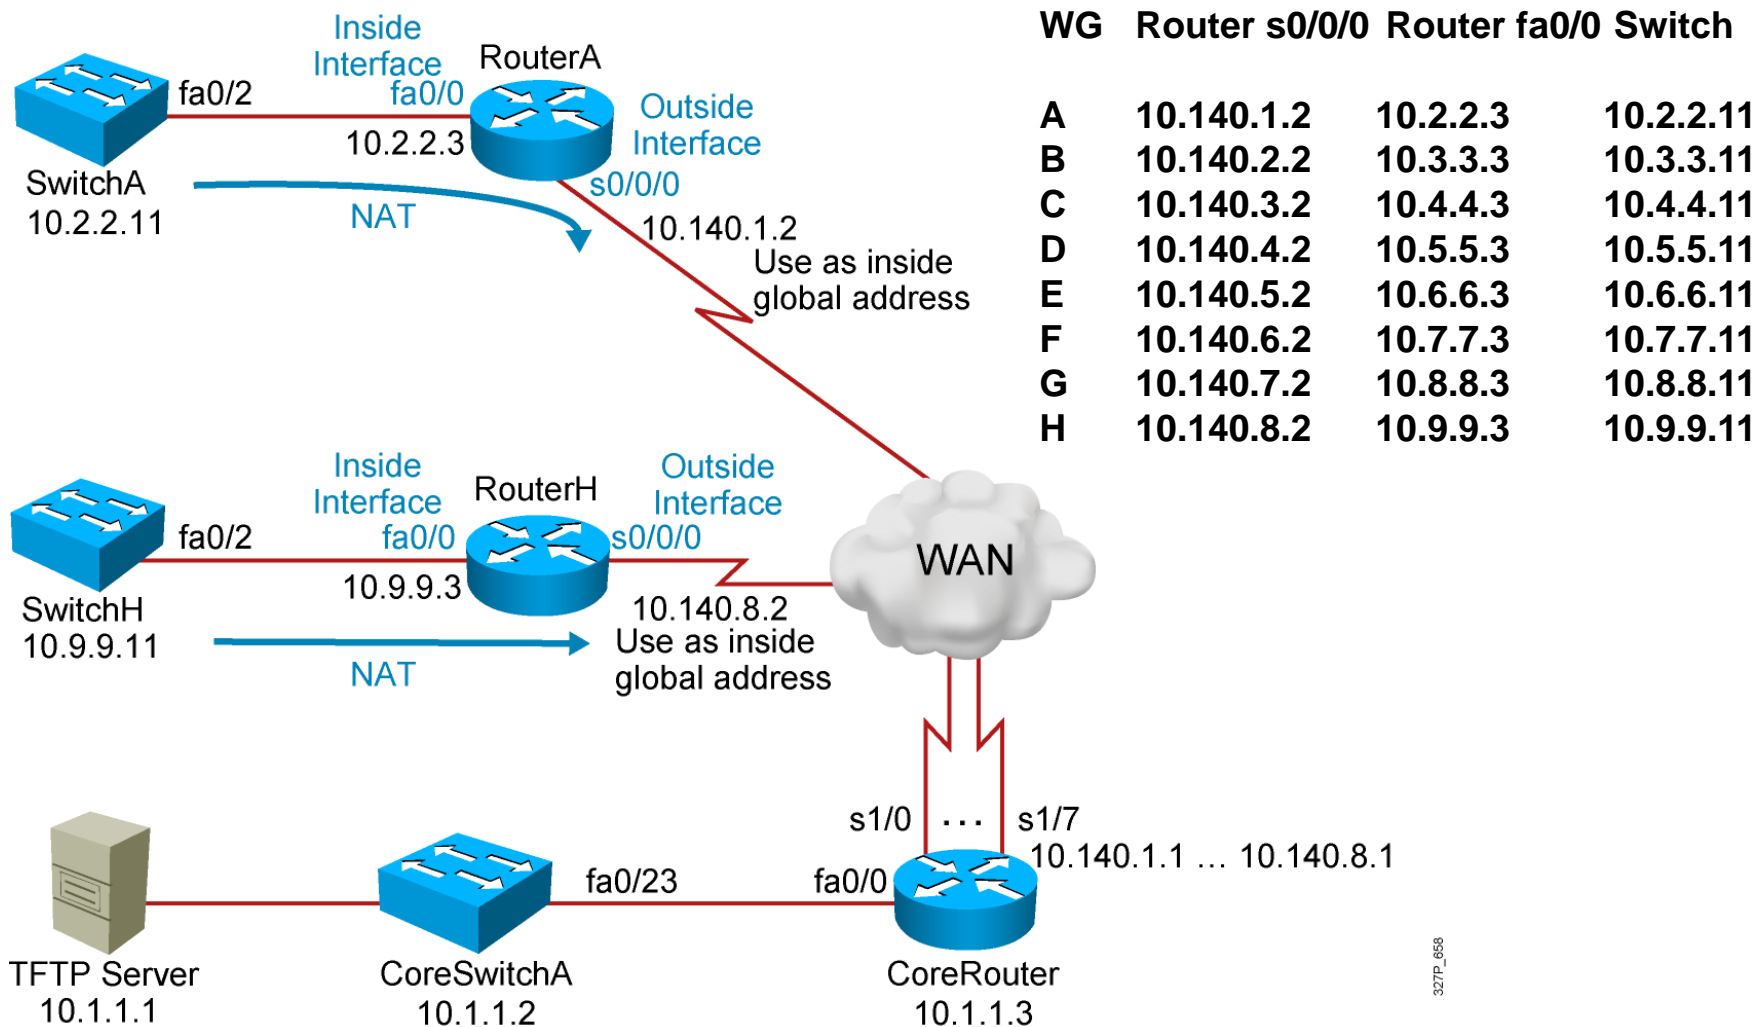 WG Router s0/0/0 Router fa0/0 Switch
A 10.140.1.2 10.2.2.3 10.2.2.11
B 10.140.2.2 10.3.3.3 10.3.3.11
C 10.140.3.2 10.4.4.3 10.4.4.11
D 10.140.4.2 10.5.5.3 10.5.5.11
E 10.140.5.2 10.6.6.3 10.6.6.11
F 10.140.6.2 10.7.7.3 10.7.7.11
G 10.140.7.2 10.8.8.3 10.8.8.11
H 10.140.8.2 10.9.9.3 10.9.9.11
Inside
Interface
fa0/0
RouterA
fa0/2
10.2.2.3
Outside
Interface
s0/0/0
SwitchA
10.2.2.11
NAT
10.140.1.2
Use as inside
global address
Inside
Interface
fa0/0
RouterH
Outside
Interface
s0/0/0
fa0/2
10.9.9.3
SwitchH
10.9.9.11
NAT
10.140.8.2
Use as inside
global address
WAN
s1/0 ... s1/7
10.140.1.1 ... 10.140.8.1
fa0/23
fa0/0
TFTP Server
10.1.1.1
CoreSwitchA
10.1.1.2
CoreRouter
10.1.1.3
327P_658